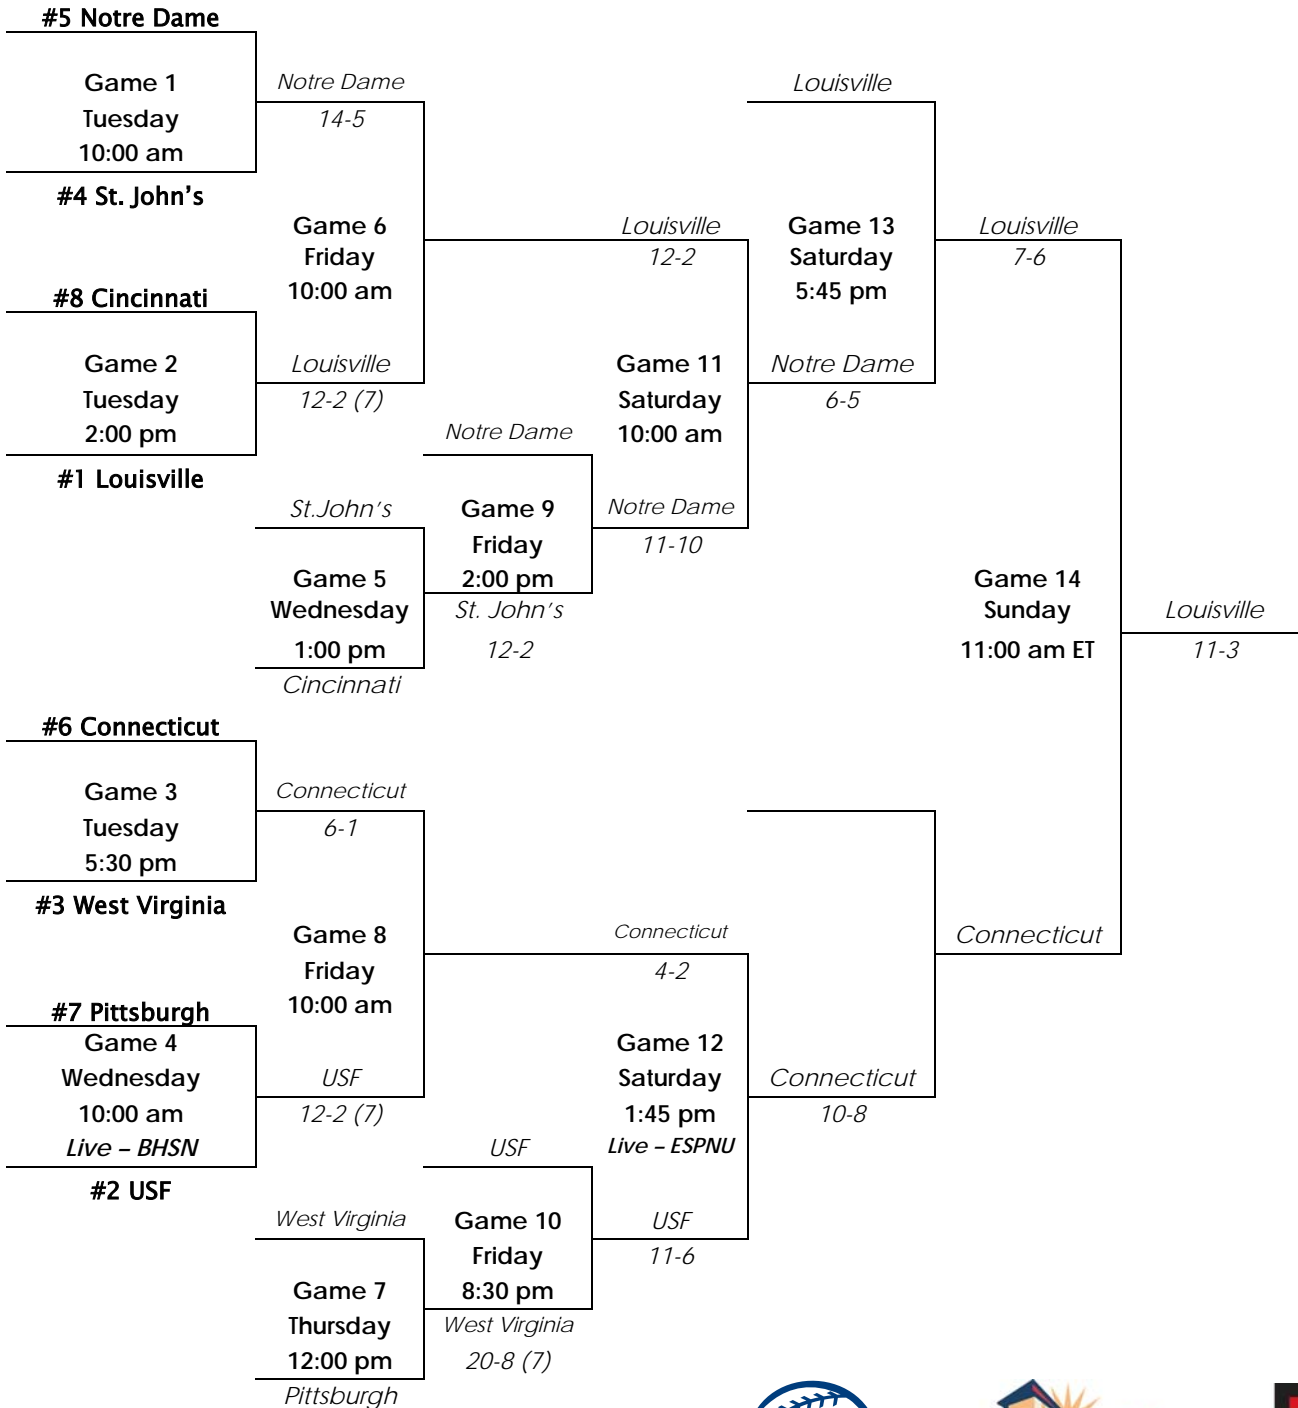 #5 Notre Dame
Game 1
Tuesday
10:00 am
#4 St. John’s
Notre Dame
14-5
#8 Cincinnati
Game 2
Tuesday
2:00 pm
#1 Louisville
Louisville
12-2 (7)
Game 6
Friday
10:00 am
Louisville
12-2
St.John’s
Game 5
Wednesday
1:00 pm
Cincinnati
Notre Dame
Game 9
Friday
2:00 pm
St. John’s
12-2
Notre Dame
11-10
Game 11
Saturday
10:00 am
Louisville
Game 13
Saturday
5:45 pm
Notre Dame
6-5
Louisville
7-6
Game 14
Sunday
11:00 am ET
Louisville
11-3
#6 Connecticut
Game 3
Tuesday
5:30 pm
#3 West Virginia
Connecticut
6-1
#7 Pittsburgh
Game 4
Wednesday
10:00 am
Live – BHSN
#2 USF
USF
12-2 (7)
Game 8
Friday
10:00 am
Connecticut
4-2
West Virginia
Game 7
Thursday
12:00 pm
Pittsburgh
USF
Game 10
Friday
8:30 pm
West Virginia
20-8 (7)
USF
11-6
Game 12
Saturday
1:45 pm
Live – ESPNU
Connecticut
10-8
Connecticut